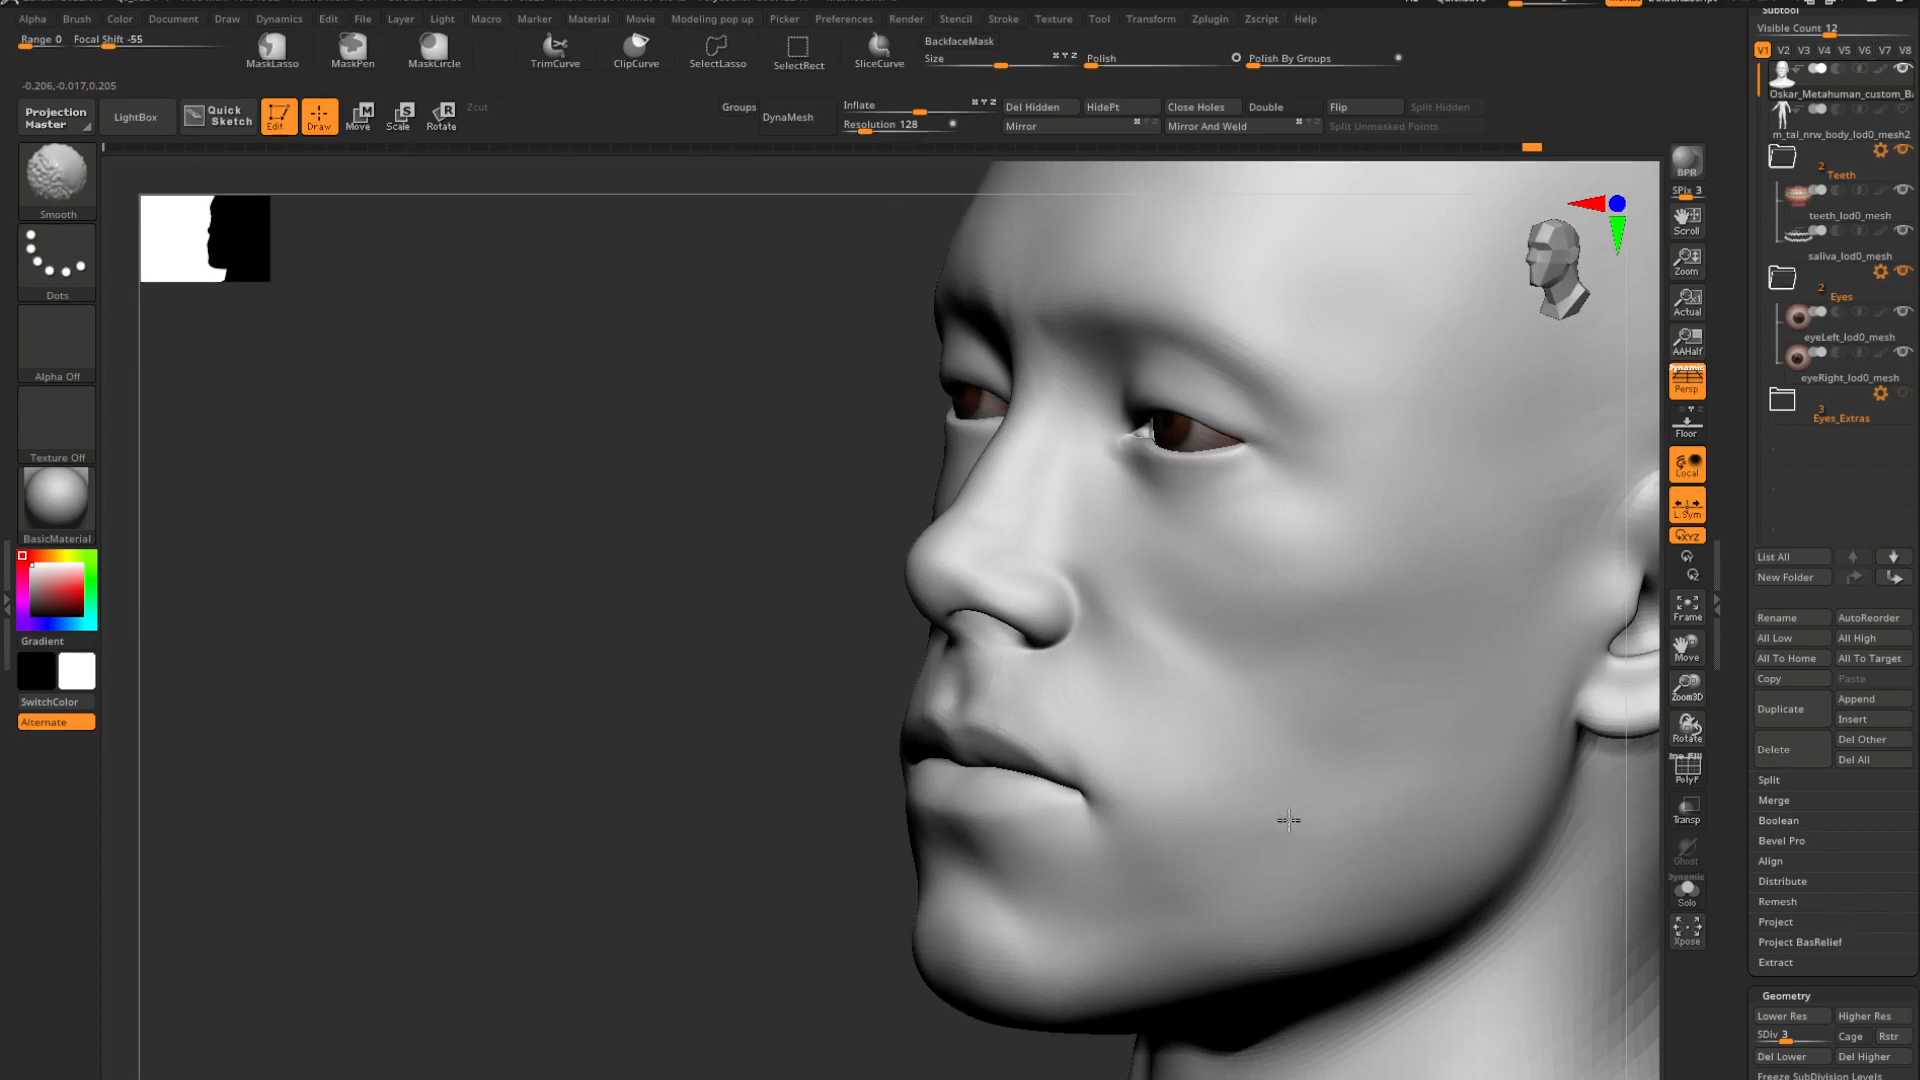 Alpha Brush Color Document Draw Dynamics Edit File Layer Light Macro Marker Material Movie Modeling pop up Picker Preferences Render Stencil Stroke Texture Tool Transform Zplugin Zscript Help
Range 0 Focal Shift -55
MaskLasso MaskPen MaskCircle TrimCurve ClipCurve SelectLasso SelectRect SliceCurve
BackfaceMask
Size Polish Polish By Groups
-0.206,-0.017,0.205
Projection Master
LightBox
Quick Sketch
Edit Draw Move Scale Rotate
Zcut
Groups DynaMesh
Inflate
Resolution 128
Del Hidden HidePt Close Holes Double Flip Split Hidden
Mirror Mirror And Weld Split Unmasked Points
Smooth
Dots
Alpha Off
Texture Off
BasicMaterial
Gradient
SwitchColor
Alternate
BPR
SPix 3
Scroll
Zoom
Actual
AAHalf
Dynamic
Persp
Floor
Local
L.Sym
XYZ
Frame
Move
Zoom3D
Rotate
PolyF
Transp
Ghost
Dynamic
Solo
Xpose
Subtool
Visible Count 12
V1 V2 V3 V4 V5 V6 V7 V8
Oskar_Metahuman_custom_Ba
m_tal_nrw_body_lod0_mesh2
2
Teeth
teeth_lod0_mesh
saliva_lod0_mesh
2
Eyes
eyeLeft_lod0_mesh
eyeRight_lod0_mesh
3
Eyes_Extras
List All
New Folder
Rename AutoReorder
All Low All High
All To Home All To Target
Copy Paste
Duplicate Append
Insert
Delete Del Other
Del All
Split
Merge
Boolean
Bevel Pro
Align
Distribute
Remesh
Project
Project BasRelief
Extract
Geometry
Lower Res Higher Res
SDiv 3 Cage Rstr
Del Lower Del Higher
Freeze SubDivision Levels